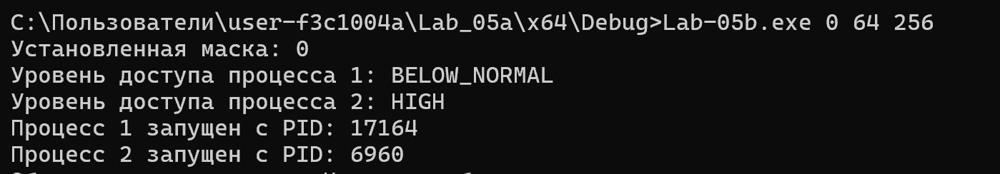 C:\Пользователи\user-f3c1004a\Lab_05a\x64\Debug>Lab-05b.exe 0 64 256
Установленная маска: 0
Уровень доступа процесса 1: BELOW_NORMAL
Уровень доступа процесса 2: HIGH
Процесс 1 запущен с PID: 17164
Процесс 2 запущен с PID: 6960